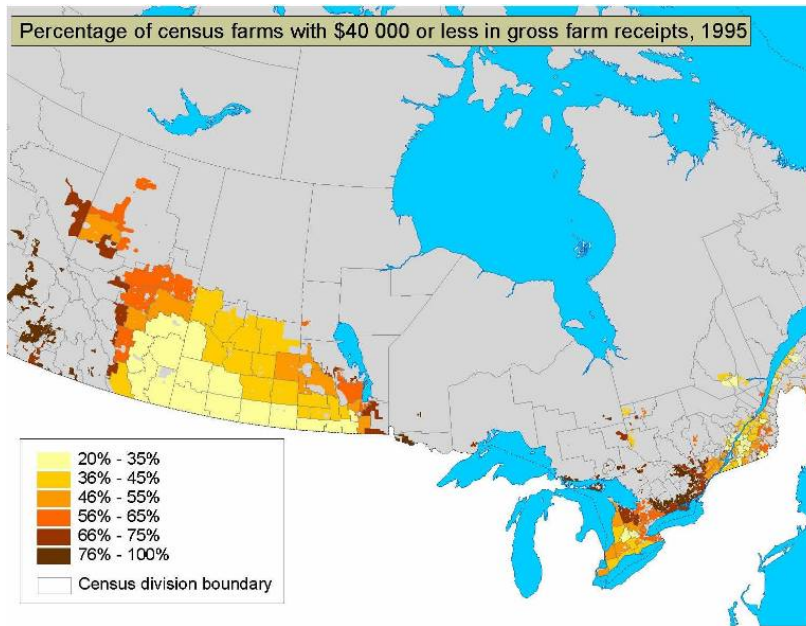 Percentage of census farms with $40 000 or less in gross farm receipts, 1995
20% - 35%
36% - 45%
46% - 55%
56% - 65%
66% - 75%
76% - 100%
Census division boundary